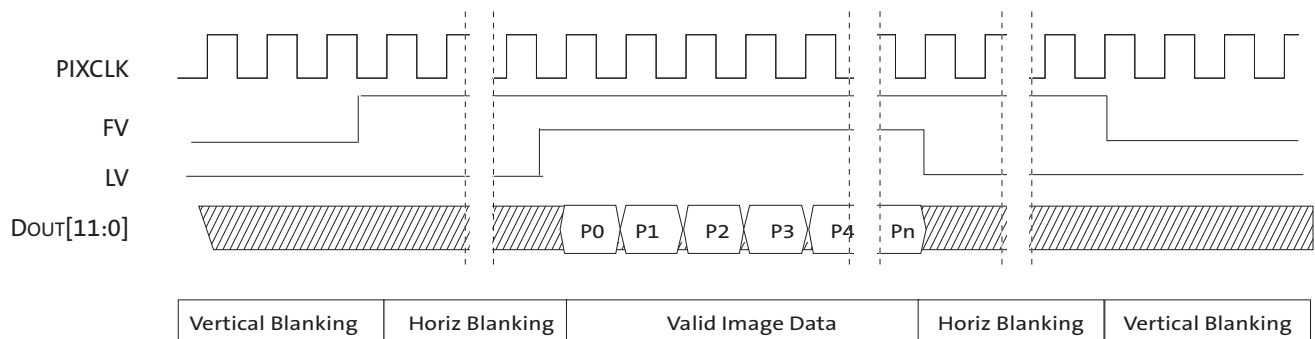 PIXCLK
FV
LV
DOUT[11:0]
P0 P1 P2 P3 P4 Pn
Vertical Blanking Horiz Blanking Valid Image Data Horiz Blanking Vertical Blanking